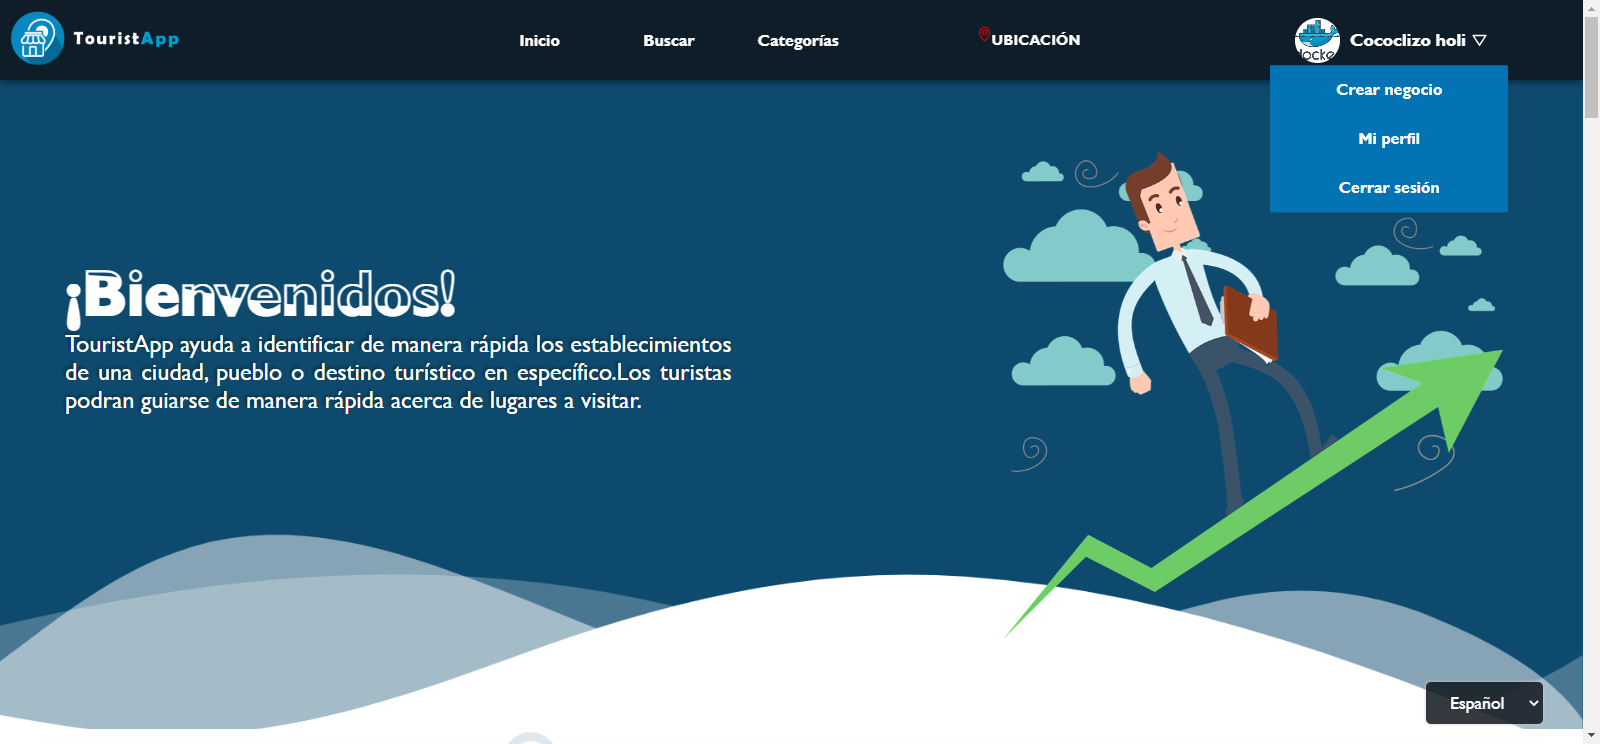 TouristApp
Inicio
Buscar
Categorías
UBICACIÓN
locke
Cococlizo holi
Crear negocio
Mi perfil
Cerrar sesión
¡Bienvenidos!
TouristApp ayuda a identificar de manera rápida los establecimientos
de una ciudad, pueblo o destino turístico en específico.Los turistas
podran guiarse de manera rápida acerca de lugares a visitar.
Español